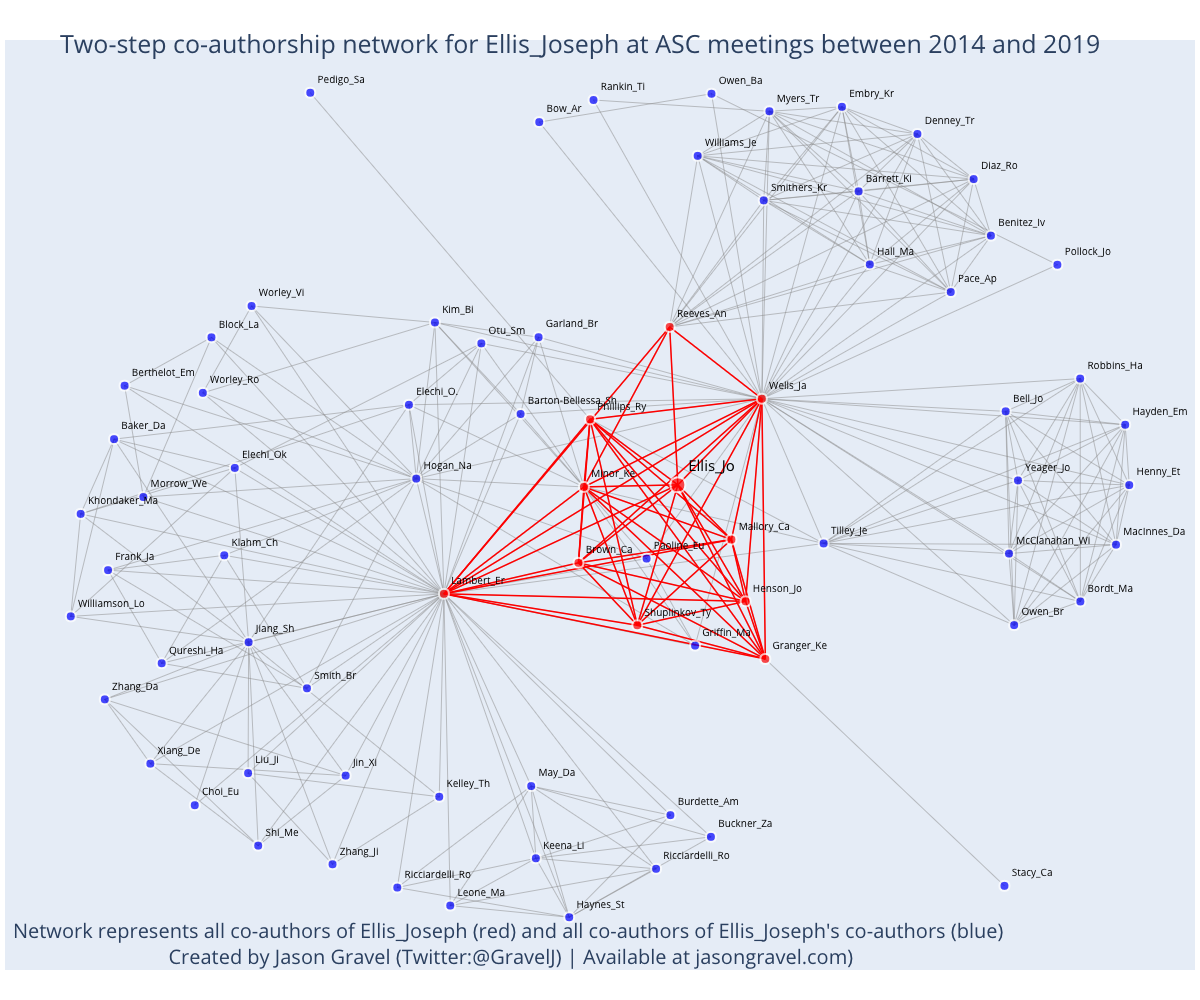 Two-step co-authorship network for Ellis_Joseph at ASC meetings between 2014 and 2019
Pedigo_Sa
Rankin_Ti
Owen_Ba
Bow_Ar
Myers_Tr
Embry_Kr
Denney_Tr
Williams_Je
Diaz_Ro
Barrett_Ki
Smithers_Kr
Benitez_Iv
Hall_Ma
Pollock_Jo
Pace_Ap
Worley_Vi
Kim_Bi
Reeves_An
Block_La
Otu_Sm
Garland_Br
Berthelot_Em
Worley_Ro
Elechi_O.
Barton-Bellessa_Sh
Phillips_Ry
Wells_Ja
Robbins_Ha
Bell_Jo
Hayden_Em
Baker_Da
Elechi_Ok
Hogan_Na
Minor_Ke
Ellis_Jo
Yeager_Jo
Henny_Et
Morrow_We
Khondaker_Ma
Mallory_Ca
Tilley_Je
MacInnes_Da
Frank_Ja
Klahm_Ch
Brown_Ca
Paoline_Eu
McClanahan_Wi
Lambert_Er
Henson_Jo
Bordt_Ma
Williamson_Lo
Jiang_Sh
Shuplinkov_Ty
Owen_Br
Griffin_Ma
Granger_Ke
Qureshi_Ha
Smith_Br
Zhang_Da
Xiang_De
Liu_Ji
Jin_Xi
Choi_Eu
Kelley_Th
May_Da
Burdette_Am
Buckner_Za
Shi_Me
Zhang_Ji
Keena_Li
Ricciardelli_Ro
Ricciardelli_Ro
Leone_Ma
Haynes_St
Stacy_Ca
Network represents all co-authors of Ellis_Joseph (red) and all co-authors of Ellis_Joseph's co-authors (blue)
Created by Jason Gravel (Twitter:@GravelJ) | Available at jasongravel.com)